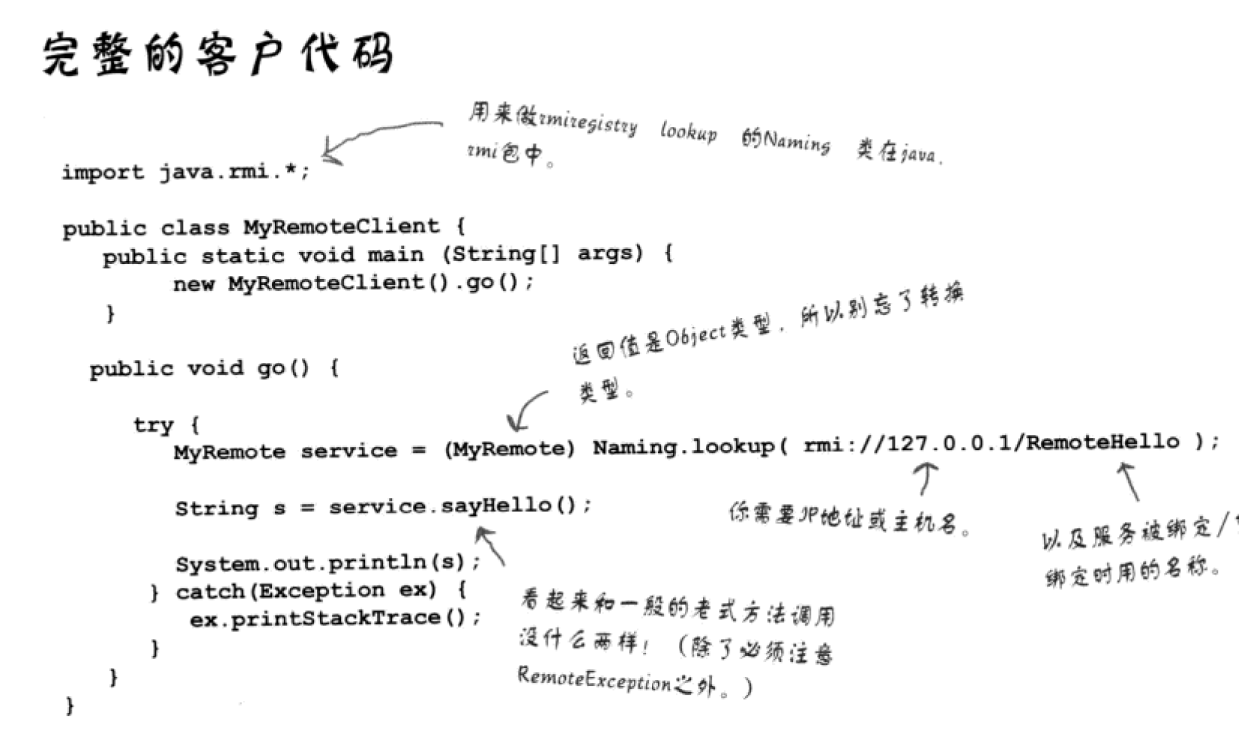 完整的客户代码
用来做rmiregistry lookup 的Naming 类在java.
rmi包中。
import java.rmi.*;
public class MyRemoteClient {
public static void main (String[] args) {
new MyRemoteClient().go();
}
返回值是Object类型，所以别忘了转换
类型。
public void go() {
try {
MyRemote service = (MyRemote) Naming.lookup( rmi://127.0.0.1/RemoteHello );
String s = service.sayHello();
你需要IP地址或主机名。
以及服务被绑定/
绑定时用的名称。
System.out.println(s);
} catch(Exception ex) {
ex.printStackTrace();
}
}
}
看起来和一般的老式方法调用
没什么两样！（除了必须注意
RemoteException之外。）